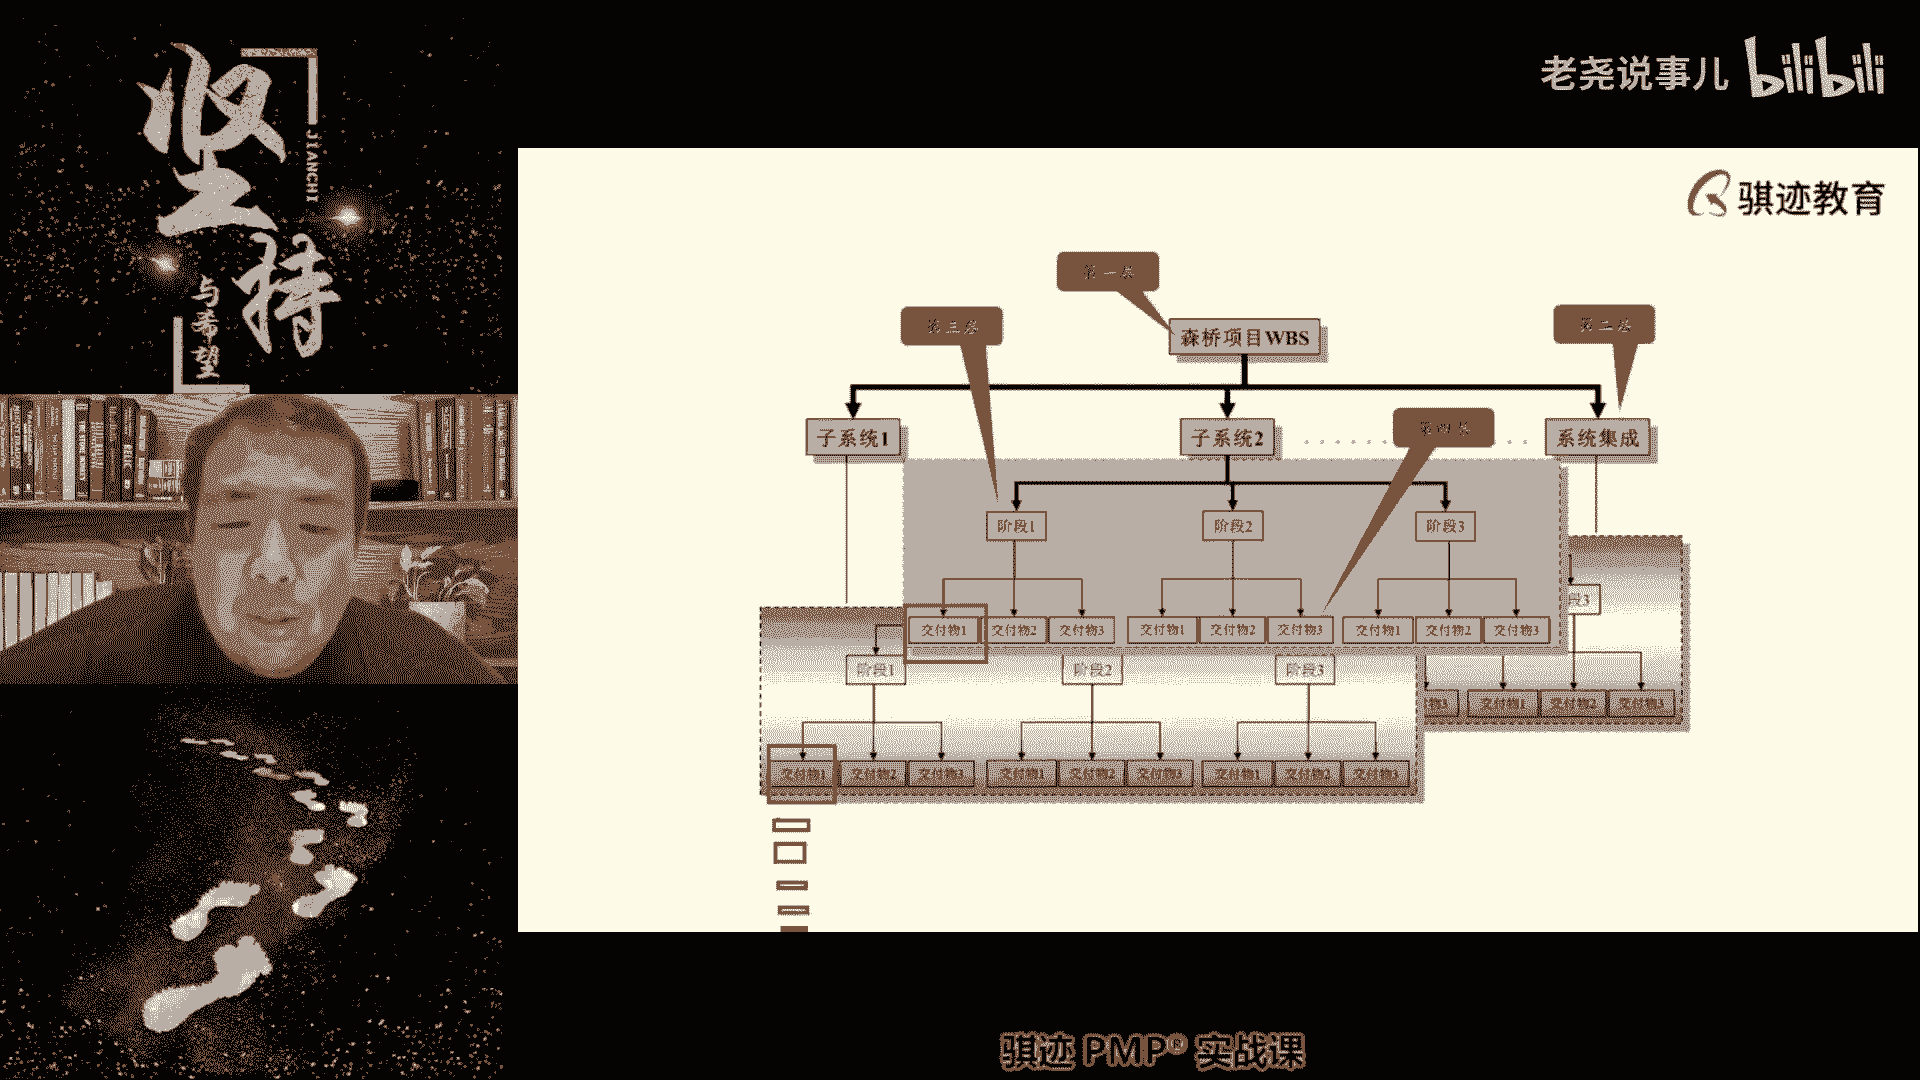 坚持
JIANCHI
与希望
老尧说事儿 bilibili
骐迹教育
第一层
第三层
第二层
森桥项目WBS
子系统1
子系统2
第四层
系统集成
阶段1
阶段2
阶段3
段3
交付物1 交付物2 交付物3 交付物1 交付物2 交付物3 交付物1 交付物2 交付物3
阶段1
阶段2
阶段3
物3 交付物1 交付物2 交付物3
交付物1 交付物2 交付物3 交付物1 交付物2 交付物3 交付物1 交付物2 交付物3
骐迹 PMP® 实战课